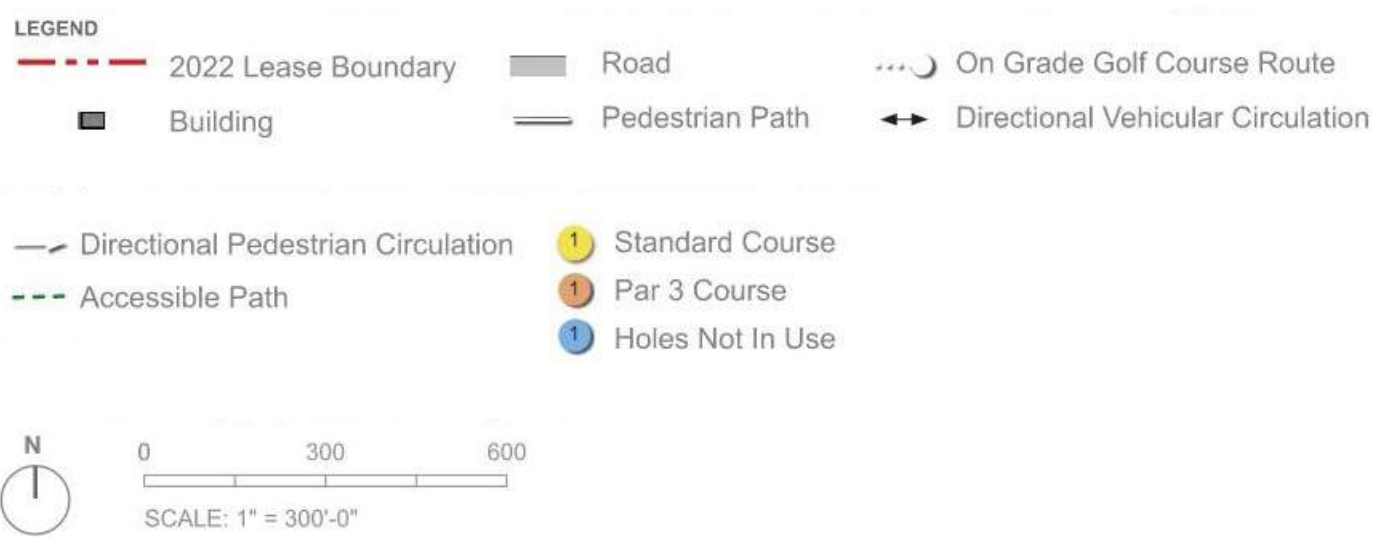 LEGEND
2022 Lease Boundary
Road
On Grade Golf Course Route
Building
Pedestrian Path
Directional Vehicular Circulation
Directional Pedestrian Circulation
1 Standard Course
Accessible Path
1 Par 3 Course
1 Holes Not In Use
N
0 300 600
SCALE: 1" = 300'-0"